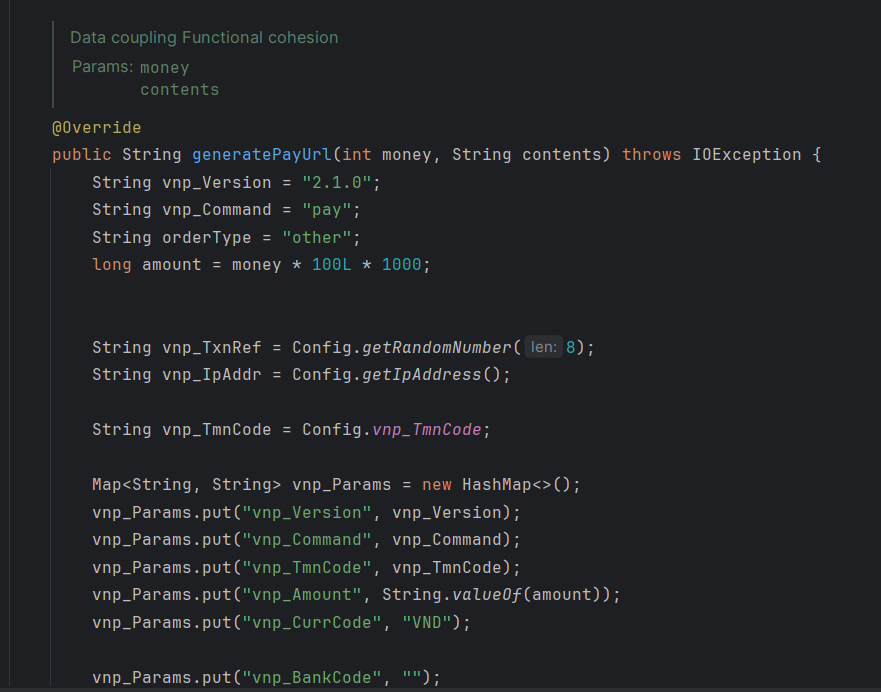 Data coupling Functional cohesion
Params: money
contents
@Override
public String generatePayUrl(int money, String contents) throws IOException {
String vnp_Version = "2.1.0";
String vnp_Command = "pay";
String orderType = "other";
long amount = money * 100L * 1000;
String vnp_TxnRef = Config.getRandomNumber( len: 8);
String vnp_IpAddr = Config.getIpAddress();
String vnp_TmnCode = Config.vnp_TmnCode;
Map<String, String> vnp_Params = new HashMap<>();
vnp_Params.put("vnp_Version", vnp_Version);
vnp_Params.put("vnp_Command", vnp_Command);
vnp_Params.put("vnp_TmnCode", vnp_TmnCode);
vnp_Params.put("vnp_Amount", String.valueOf(amount));
vnp_Params.put("vnp_CurrCode", "VND");
vnp_Params.put("vnp_BankCode", "");